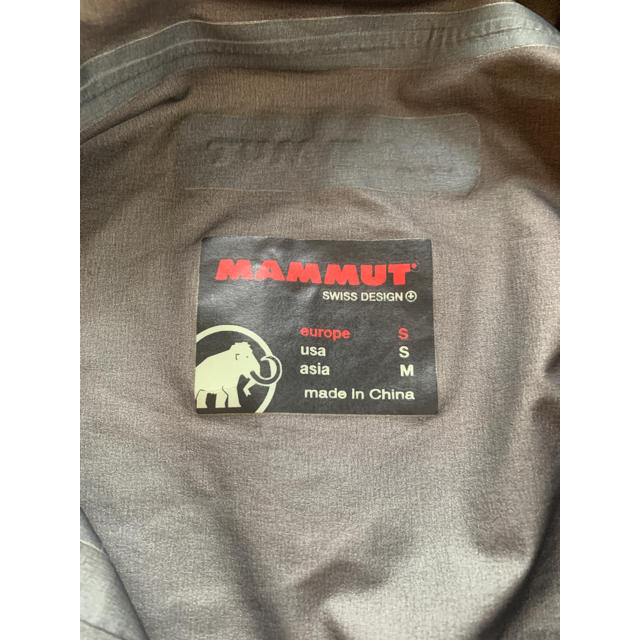 MAMMUT®
SWISS DESIGN
europe S
usa S
asia M
made in China